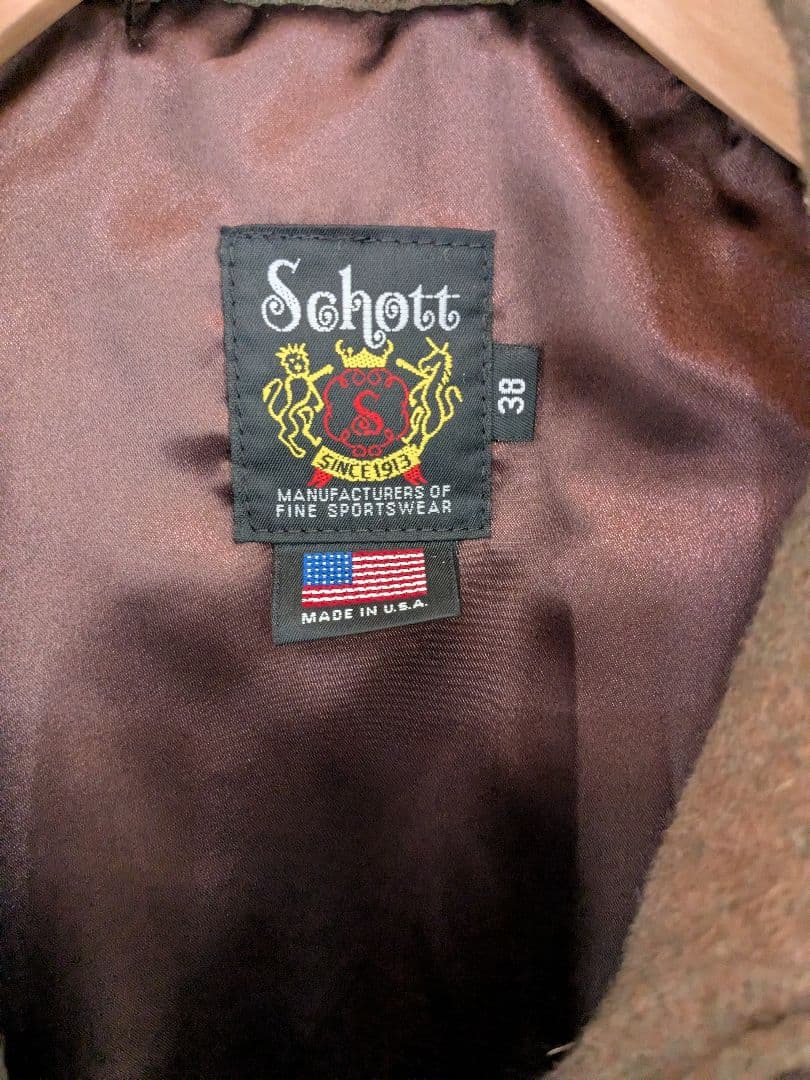 Schott
38
S
SINCE 1913
MANUFACTURERS OF
FINE SPORTSWEAR
MADE IN U.S.A.